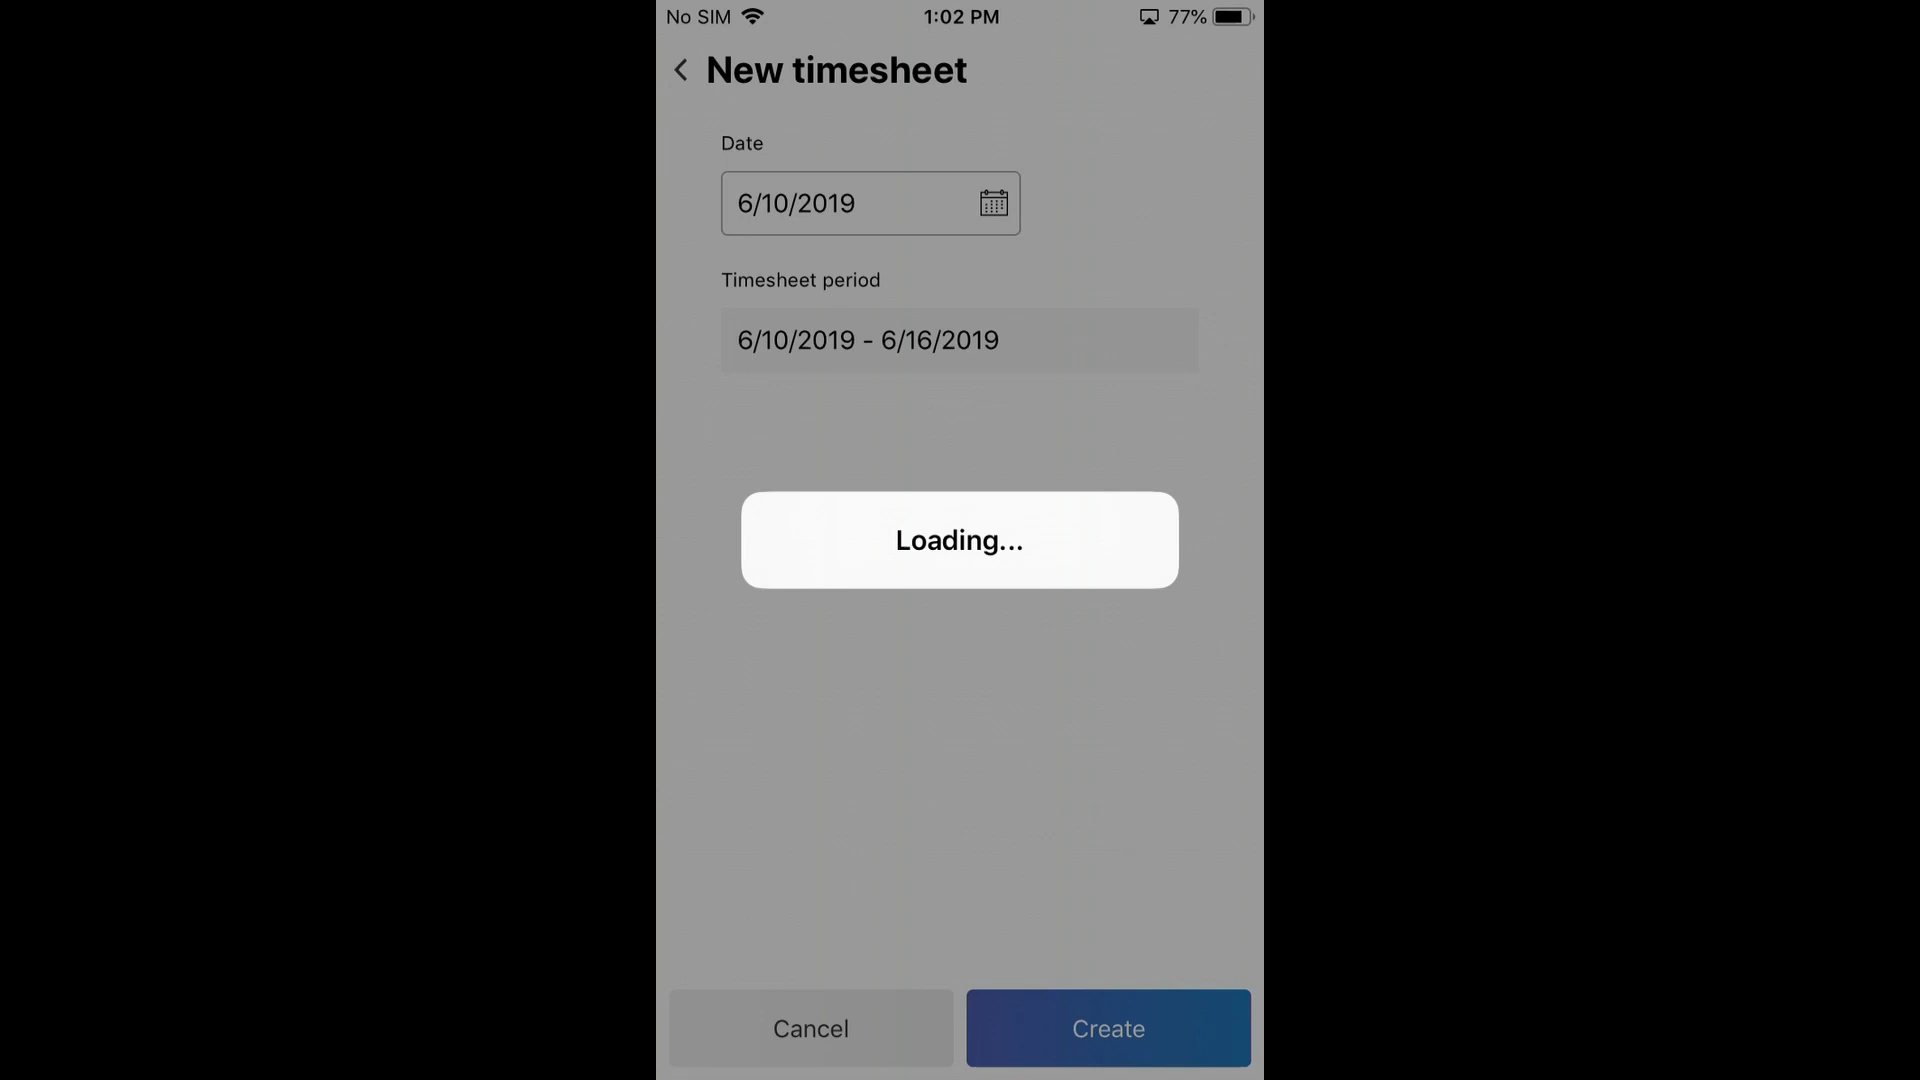 No SIM 1:02 PM 77%
New timesheet
Date
6/10/2019
Timesheet period
6/10/2019 - 6/16/2019
Loading...
Cancel Create